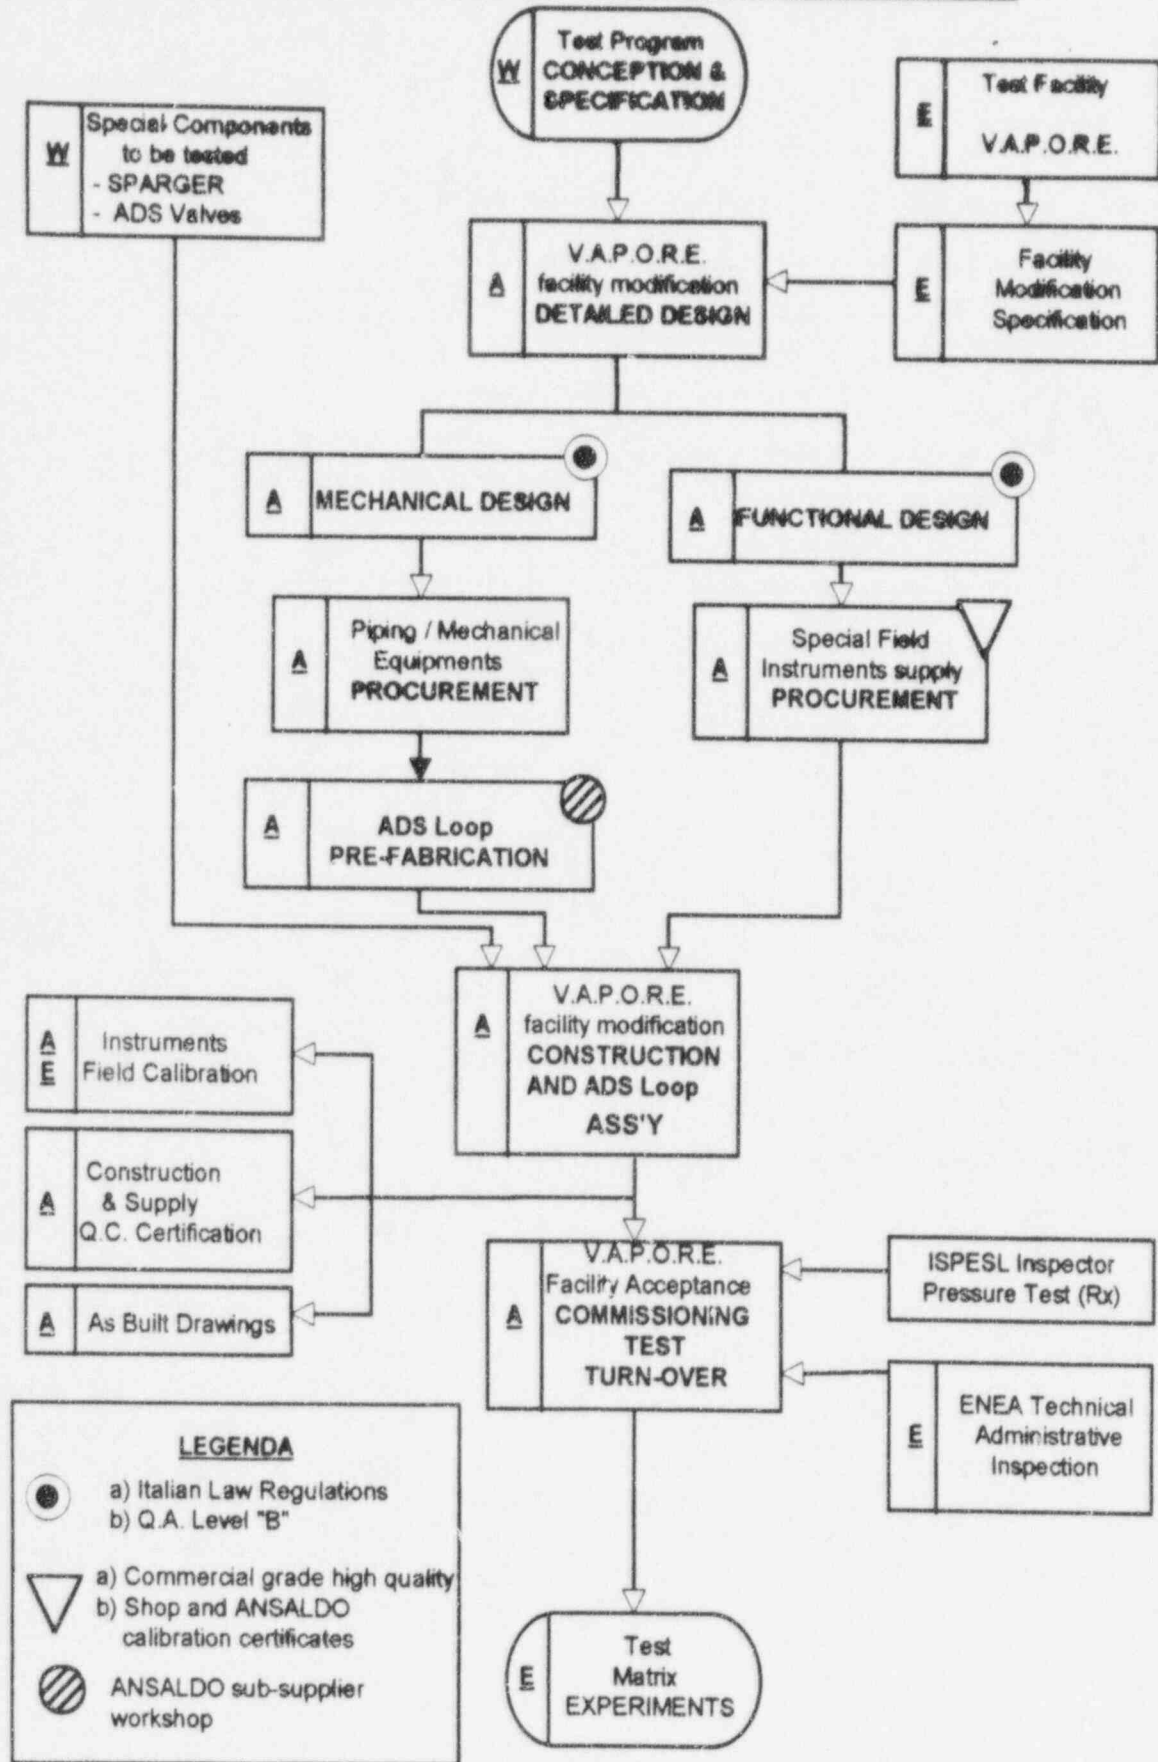 Test Program
W
CONCEPTION &
SPECIFICATION
Test Facility
E
V.A.P.O.R.E.
Special Components
W
to be tested
- SPARGER
- ADS Valves
V.A.P.O.R.E.
A
facility modification
DETAILED DESIGN
Facility
E
Modification
Specification
A
MECHANICAL DESIGN
A
FUNCTIONAL DESIGN
Piping / Mechanical
A
Equipments
PROCUREMENT
Special Field
A
Instruments supply
PROCUREMENT
A
ADS Loop
PRE-FABRICATION
V.A.P.O.R.E.
A
facility modification
CONSTRUCTION
AND ADS Loop
ASS'Y
A
Instruments
E
Field Calibration
Construction
A
& Supply
Q.C. Certification
A
As Built Drawings
V.A.P.O.R.E.
Facility Acceptance
A
COMMISSIONING
TEST
TURN-OVER
ISPESL Inspector
Pressure Test (Rx)
ENEA Technical
E
Administrative
Inspection
LEGENDA
a) Italian Law Regulations
b) Q.A. Level "B"
a) Commercial grade high quality
b) Shop and ANSALDO
calibration certificates
ANSALDO sub-supplier
workshop
Test
E
Matrix
EXPERIMENTS